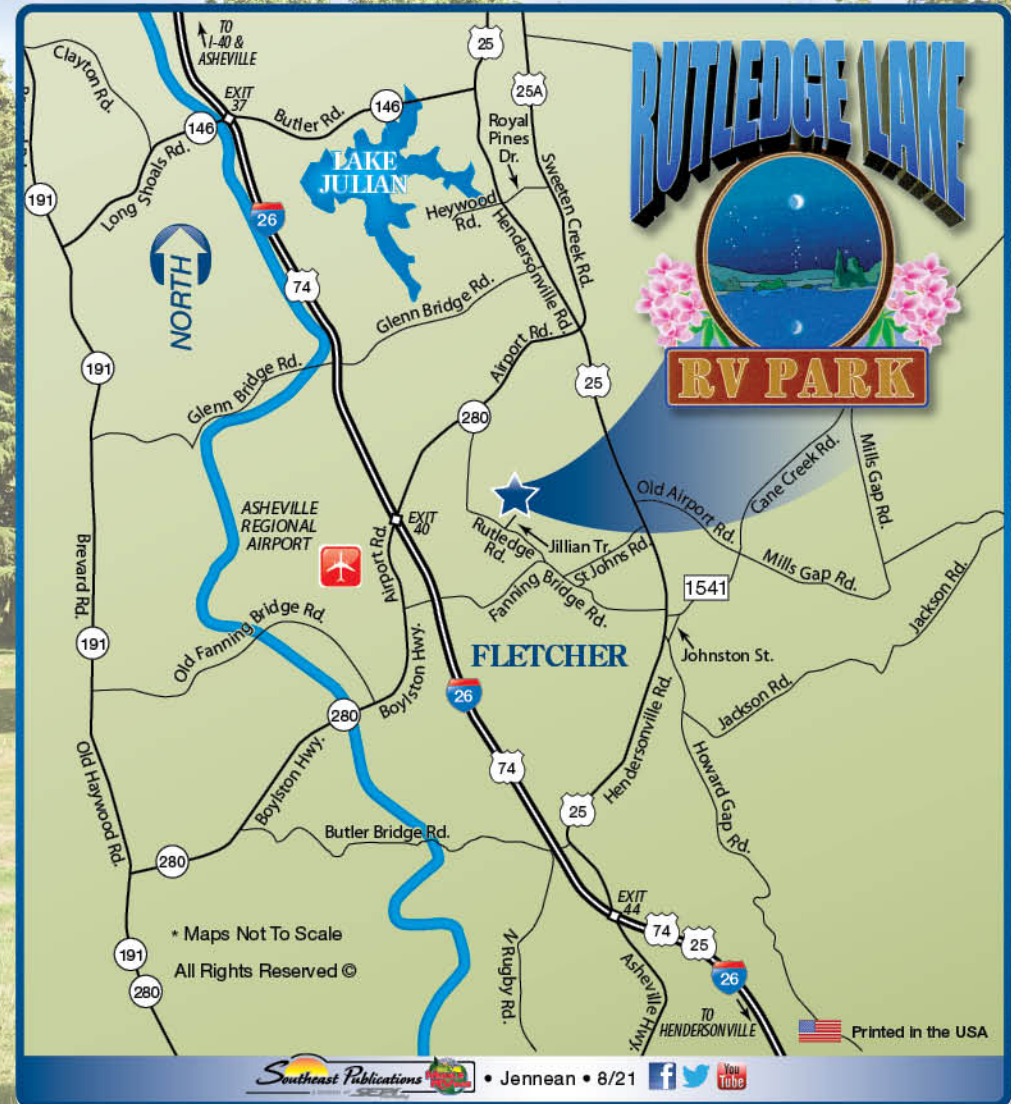 TO
I-40 &
ASHEVILLE
25
RUTLEDGE LAKE
Clayton Rd.
25A
EXIT
37
Butler Rd.
146
146
Royal
Pines
Dr.
LAKE
JULIAN
Long Shoals Rd.
Sweeten Creek Rd.
191
Heywood
Rd.
26
Hendersonville Rd.
NORTH
74
Glenn Bridge Rd.
Airport Rd.
191
RV PARK
25
Glenn Bridge Rd.
280
Cane Creek Rd.
Mills Gap Rd.
ASHEVILLE
REGIONAL
AIRPORT
EXIT
40
Old Airport Rd.
Rutledge
Rd.
Jillian Tr.
St Johns Rd.
Airport Rd.
Mills Gap Rd.
Brevard Rd.
1541
Fanning Bridge Rd.
Jackson Rd.
Old Fanning Bridge Rd.
191
FLETCHER
Johnston St.
Boylston Hwy.
26
Jackson Rd.
280
Hendersonville Rd.
74
Old Haywood Rd.
Boylston Hwy.
Howard Gap Rd.
25
Butler Bridge Rd.
280
EXIT
44
74
25
* Maps Not To Scale
191
All Rights Reserved ©
N Rugby Rd.
Asheville Hwy.
26
280
TO
HENDERSONVILLE
Printed in the USA
Southeast Publications • Jennean • 8/21
You
Tube